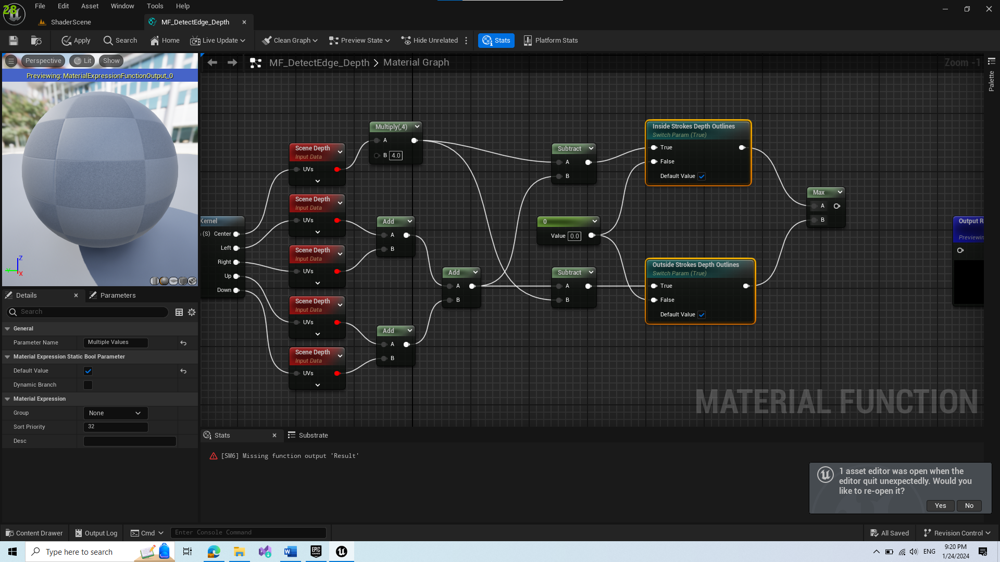 28
File Edit Asset Window Tools Help
ShaderScene
MF_DetectEdge_Depth
Apply Search Home Live Update Clean Graph Preview State Hide Unrelated Stats Platform Stats
Perspective Lit Show
Previewing: MaterialExpressionFunctionOutput_0
MF_DetectEdge_Depth Material Graph
Zoom -1
Palette
Kernel
(S) Center
Left
Right
Up
Down
Scene Depth
Input Data
UVs
Scene Depth
Input Data
UVs
Scene Depth
Input Data
UVs
Scene Depth
Input Data
UVs
Scene Depth
Input Data
UVs
Multiply(,4)
A
B 4.0
Add
A
B
Add
A
B
Add
A
B
Subtract
A
B
0
Value 0.0
Subtract
A
B
Inside Strokes Depth Outlines
Switch Param (True)
True
False
Default Value
Outside Strokes Depth Outlines
Switch Param (True)
True
False
Default Value
Max
A
B
Output R
Previewin
MATERIAL FUNCTION
Z
Y
X
Details Parameters
Search
General
Parameter Name Multiple Values
Material Expression Static Bool Parameter
Default Value
Dynamic Branch
Material Expression
Group None
Sort Priority 32
Desc
Stats Substrate
[SM6] Missing function output 'Result'
1 asset editor was open when the
editor quit unexpectedly. Would you
like to re-open it?
Yes No
Content Drawer Output Log Cmd Enter Console Command All Saved Revision Control
Type here to search
EPIC
GAMES
ENG
9:20 PM
1/24/2024